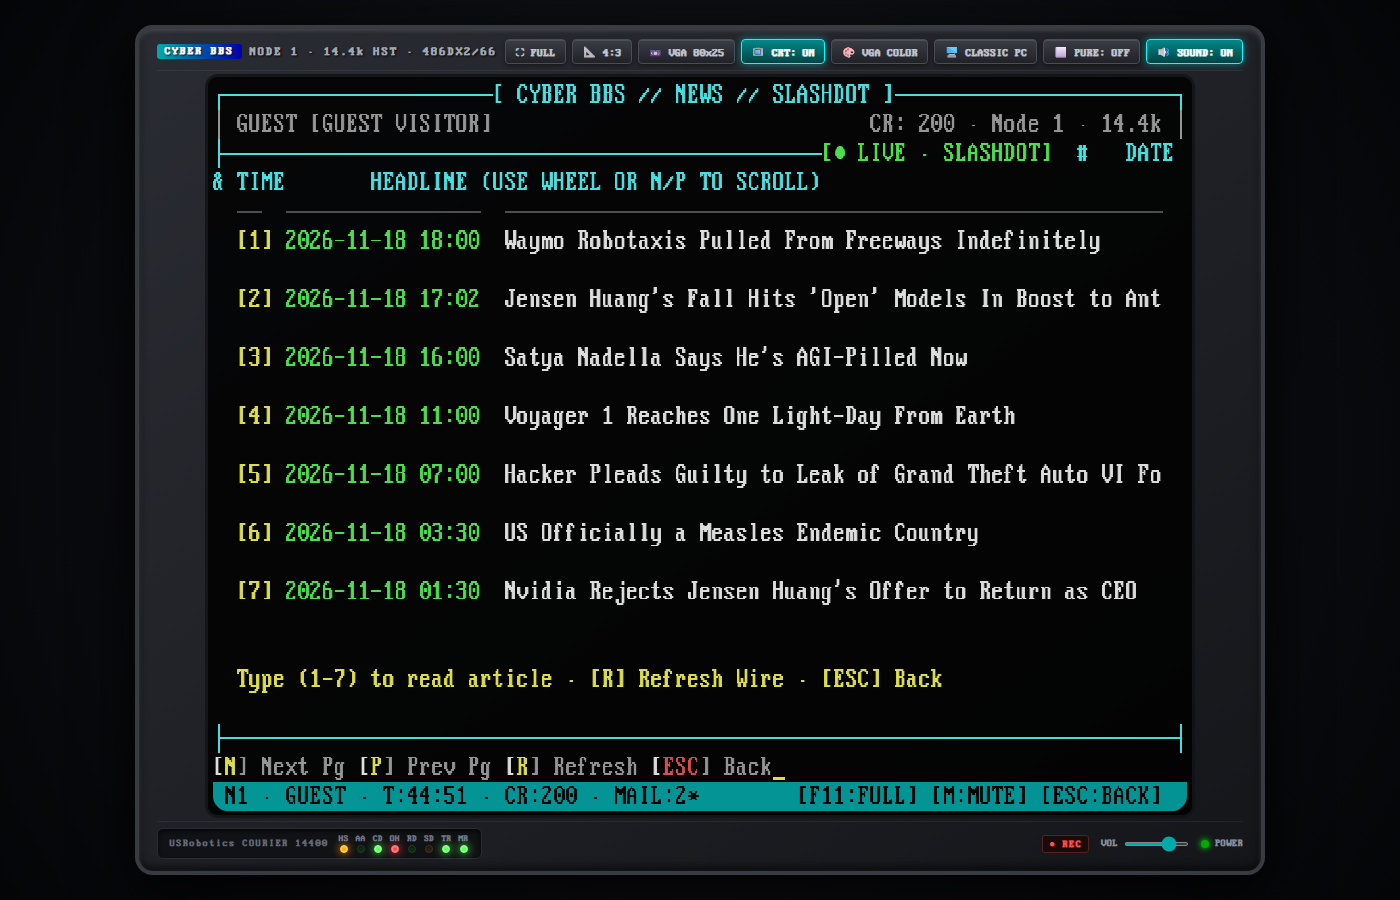 CYBER BBS NODE 1 · 14.4k HST · 486DX2/66 FULL 4:3 VGA 80x25 CRT: ON VGA COLOR CLASSIC PC PURE: OFF SOUND: ON
[ CYBER BBS // NEWS // SLASHDOT ]
GUEST [GUEST VISITOR] CR: 200 · Node 1 · 14.4k
[● LIVE · SLASHDOT] # DATE
& TIME HEADLINE (USE WHEEL OR N/P TO SCROLL)
[1] 2026-11-18 18:00 Waymo Robotaxis Pulled From Freeways Indefinitely
[2] 2026-11-18 17:02 Jensen Huang's Fall Hits 'Open' Models In Boost to Ant
[3] 2026-11-18 16:00 Satya Nadella Says He's AGI-Pilled Now
[4] 2026-11-18 11:00 Voyager 1 Reaches One Light-Day From Earth
[5] 2026-11-18 07:00 Hacker Pleads Guilty to Leak of Grand Theft Auto VI Fo
[6] 2026-11-18 03:30 US Officially a Measles Endemic Country
[7] 2026-11-18 01:30 Nvidia Rejects Jensen Huang's Offer to Return as CEO
Type (1-7) to read article · [R] Refresh Wire · [ESC] Back
[N] Next Pg [P] Prev Pg [R] Refresh [ESC] Back_
N1 · GUEST · T:44:51 · CR:200 · MAIL:2* [F11:FULL] [M:MUTE] [ESC:BACK]
USRobotics COURIER 14400 HS AA CD OH RD SD TR MR ● REC VOL POWER